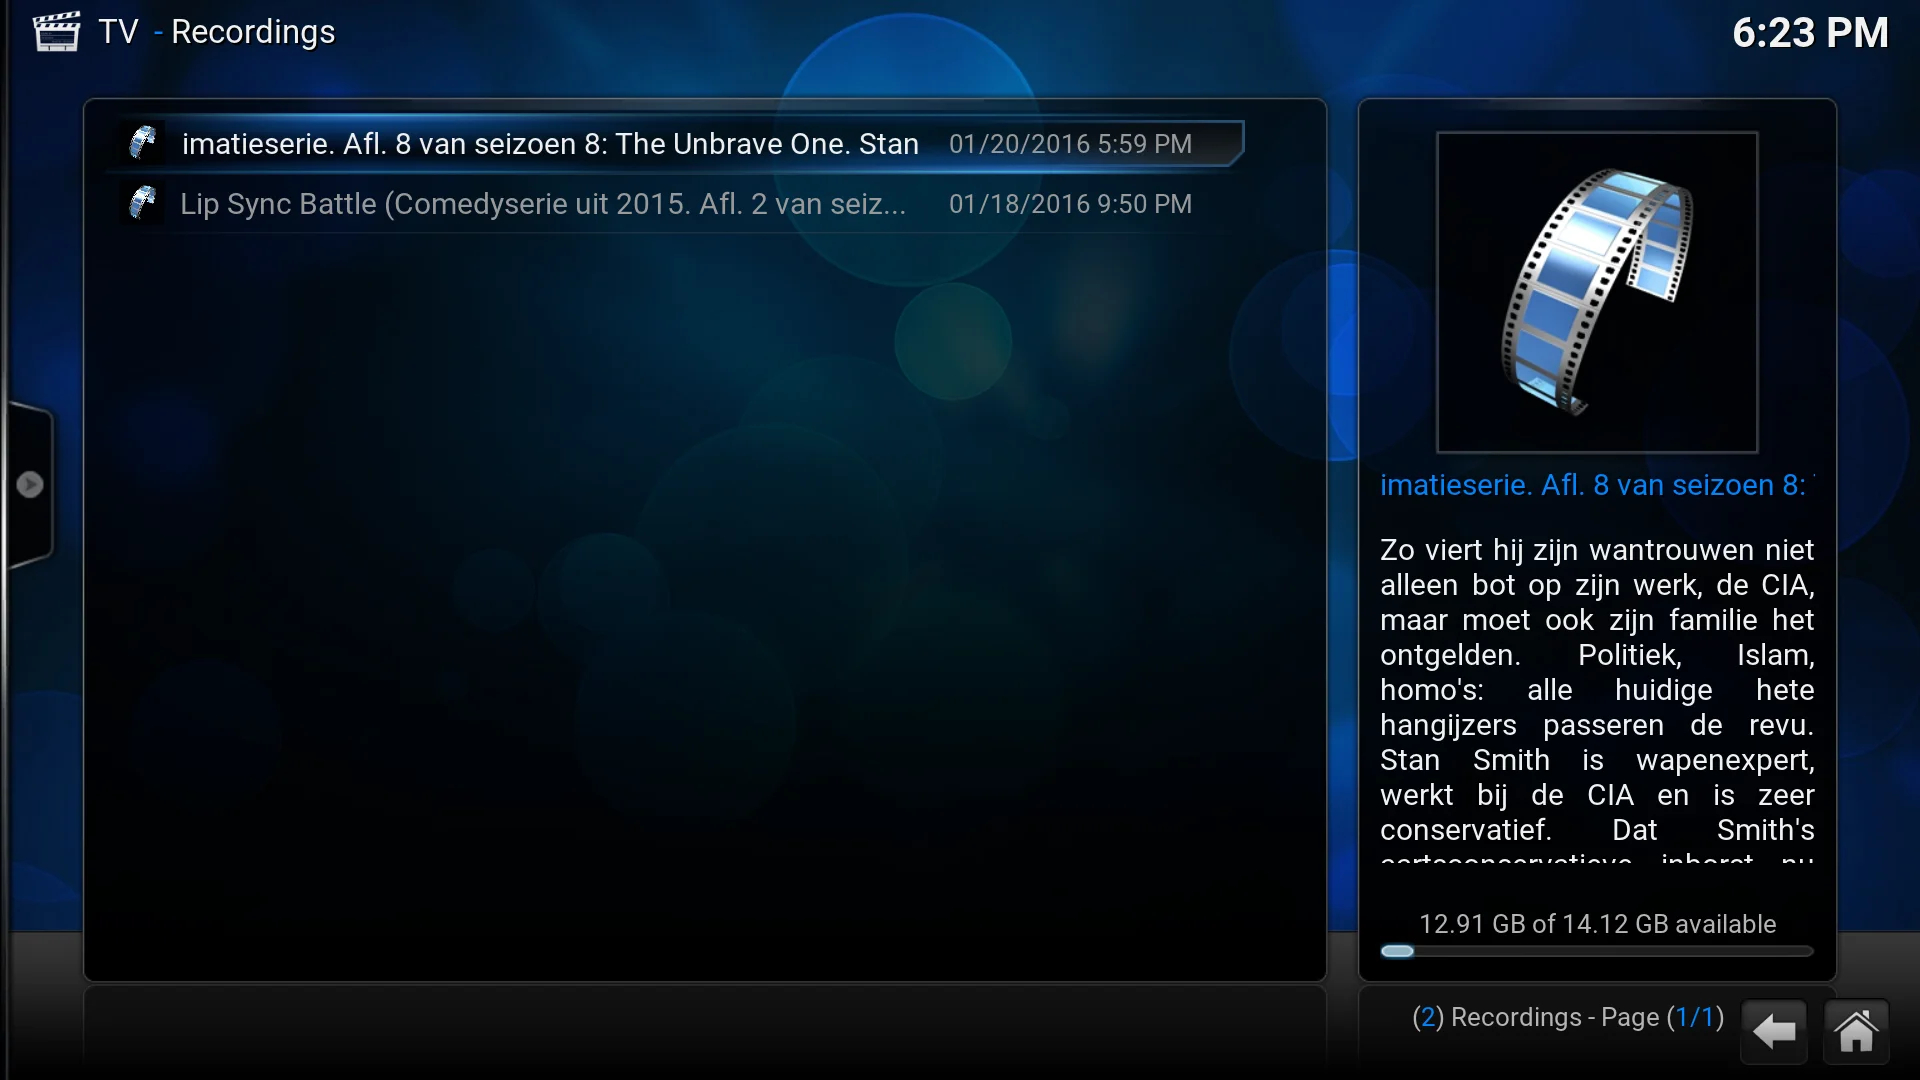 TV - Recordings
6:23 PM
imatieserie. Afl. 8 van seizoen 8: The Unbrave One. Stan 01/20/2016 5:59 PM
Lip Sync Battle (Comedyserie uit 2015. Afl. 2 van seiz... 01/18/2016 9:50 PM
imatieserie. Afl. 8 van seizoen 8:
Zo viert hij zijn wantrouwen niet
alleen bot op zijn werk, de CIA,
maar moet ook zijn familie het
ontgelden. Politiek, Islam,
homo's: alle huidige hete
hangijzers passeren de revu.
Stan Smith is wapenexpert,
werkt bij de CIA en is zeer
conservatief. Dat Smith's
12.91 GB of 14.12 GB available
(2) Recordings - Page (1/1)